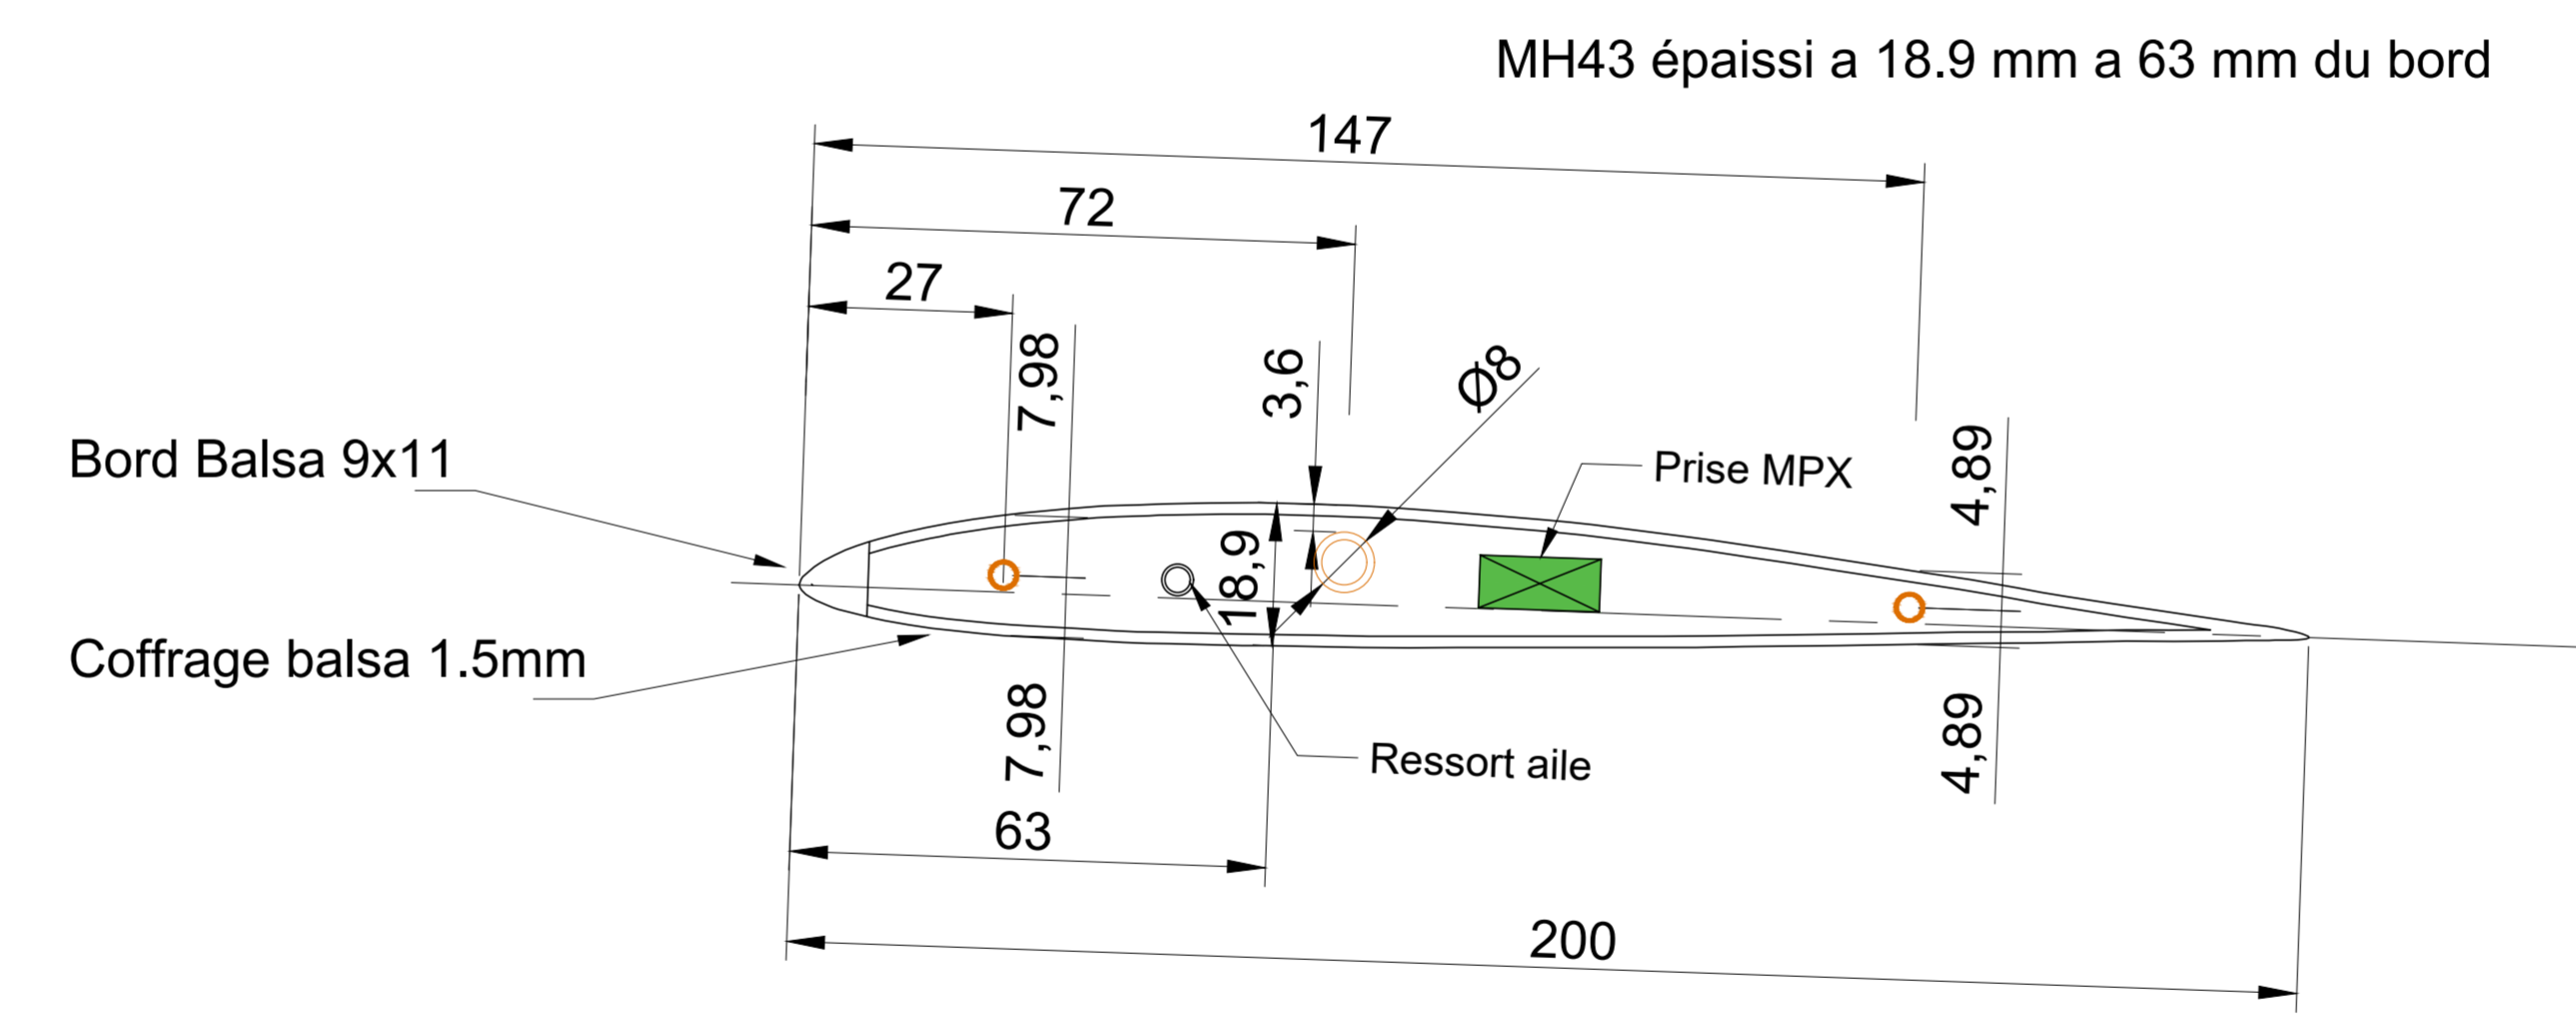 MH43 épaissi a 18.9 mm a 63 mm du bord
147
72
27
7,98
3,6
Ø8
4,89
Bord Balsa 9x11
Prise MPX
18,9
Coffrage balsa 1.5mm
7,98
4,89
Ressort aile
63
200